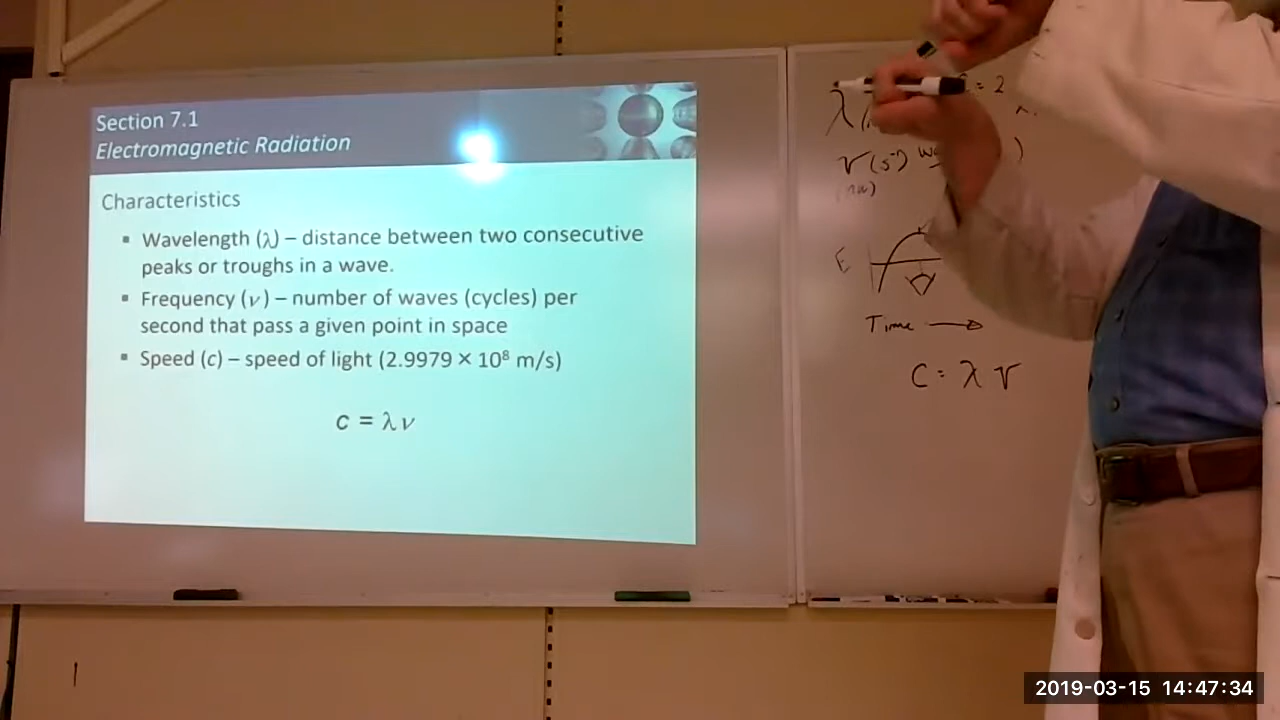 Section 7.1
Electromagnetic Radiation
Characteristics
▪ Wavelength (λ) – distance between two consecutive
peaks or troughs in a wave.
▪ Frequency (ν) – number of waves (cycles) per
second that pass a given point in space
▪ Speed (c) – speed of light (2.9979 × 10⁸ m/s)
c = λν
= 2
λ
ν (s⁻¹)
E
Time →
C = λ ν
2019-03-15 14:47:34